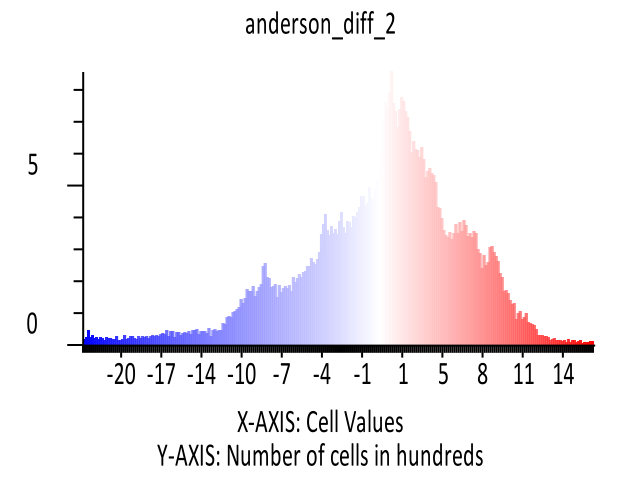 anderson_diff_2
5
0
-20 -17 -14 -10 -7 -4 -1 1 5 8 11 14
X-AXIS: Cell Values
Y-AXIS: Number of cells in hundreds